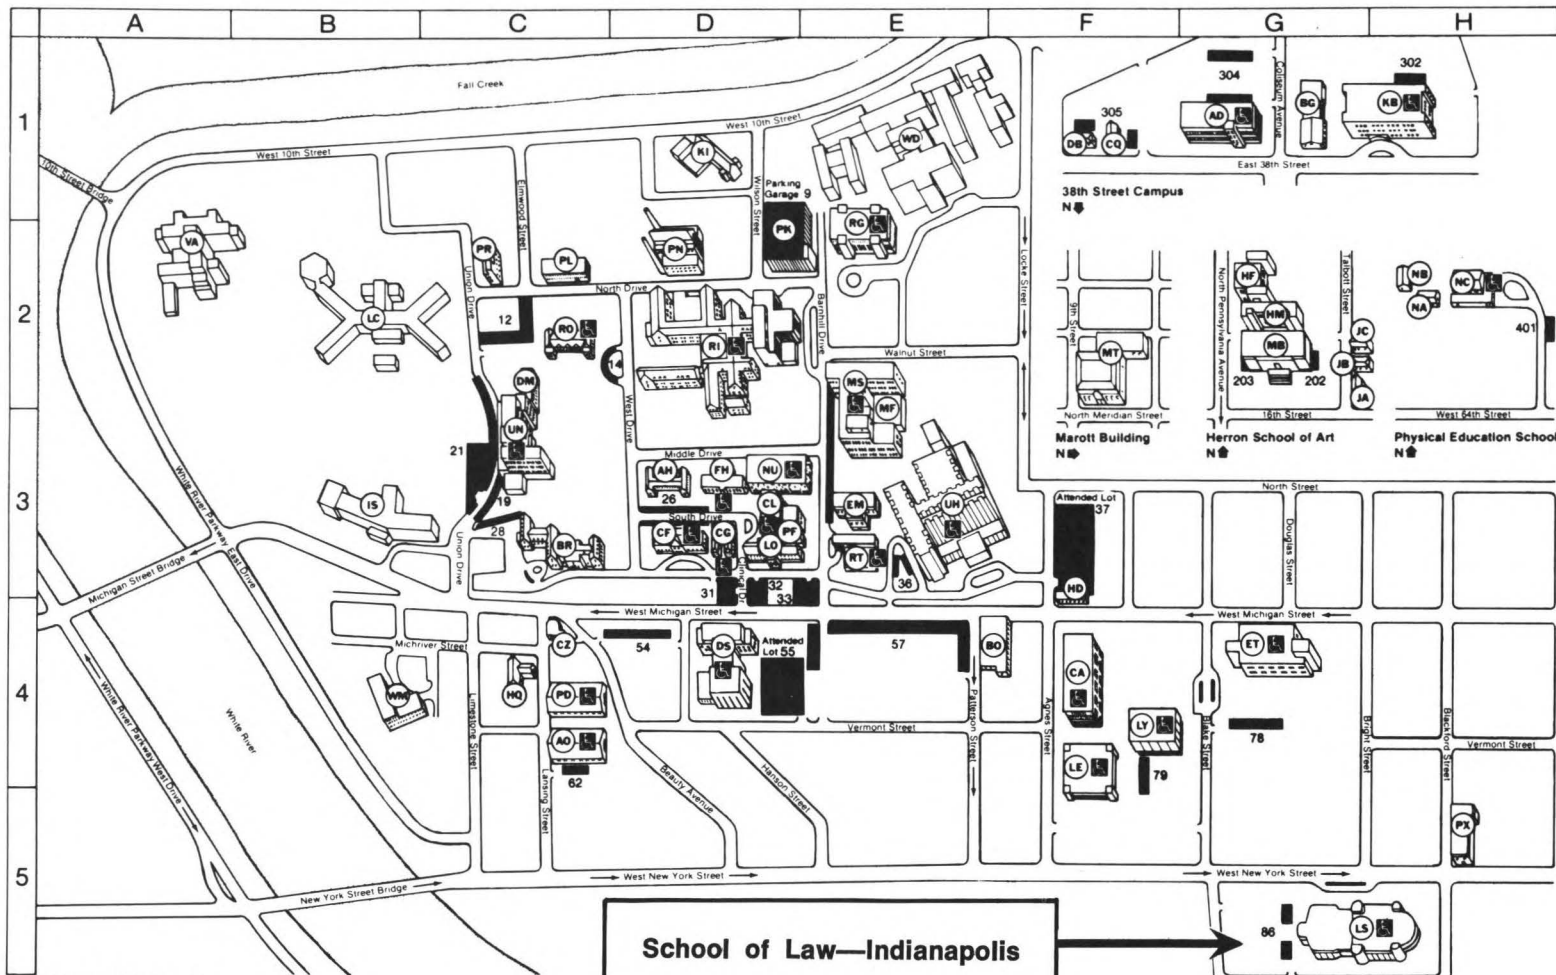 A B C D E F G H
1
2
3
4
5
Fall Creek
West 10th Street
West 10th Street
10th Street Bridge
Elmwood Street
Wilson Street
KI
WD
Parking
Garage 9
PK
RG
VA
LC
PR
PL
PN
Union Drive
North Drive
Barnhill Drive
Locke Street
12
RO
14
RI
Walnut Street
DM
UN
West Drive
MS
MF
21
19
28
IS
BR
Middle Drive
AH
FH
NU
26
South Drive
CL
CF
CG
PF
LO
Clinical Dr.
EM
UH
RT
36
31
32
33
Union Drive
White River Parkway East Drive
Michigan Street Bridge
West Michigan Street
West Michigan Street
304
302
305
DB
CQ
AD
Coliseum Avenue
BG
KB
East 38th Street
38th Street Campus
N
9th Street
MT
North Meridian Street
Marott Building
N
North Pennsylvania Avenue
Talbott Street
HF
HM
MB
JC
JB
JA
203
202
16th Street
Herron School of Art
N
NB
NA
NC
401
West 64th Street
Physical Education School
N
North Street
Attended Lot
37
HD
Douglas Street
Michriver Street
CZ
54
DS
Attended
Lot 55
57
BO
CA
ET
WM
HQ
PD
AO
62
Limestone Street
Lansing Street
Beauty Avenue
Hanson Street
Vermont Street
Patterson Street
Agnes Street
LY
LE
79
78
Blake Street
Bright Street
Blackford Street
Vermont Street
PX
White River
White River Parkway West Drive
New York Street Bridge
West New York Street
West New York Street
86
LS
School of Law—Indianapolis